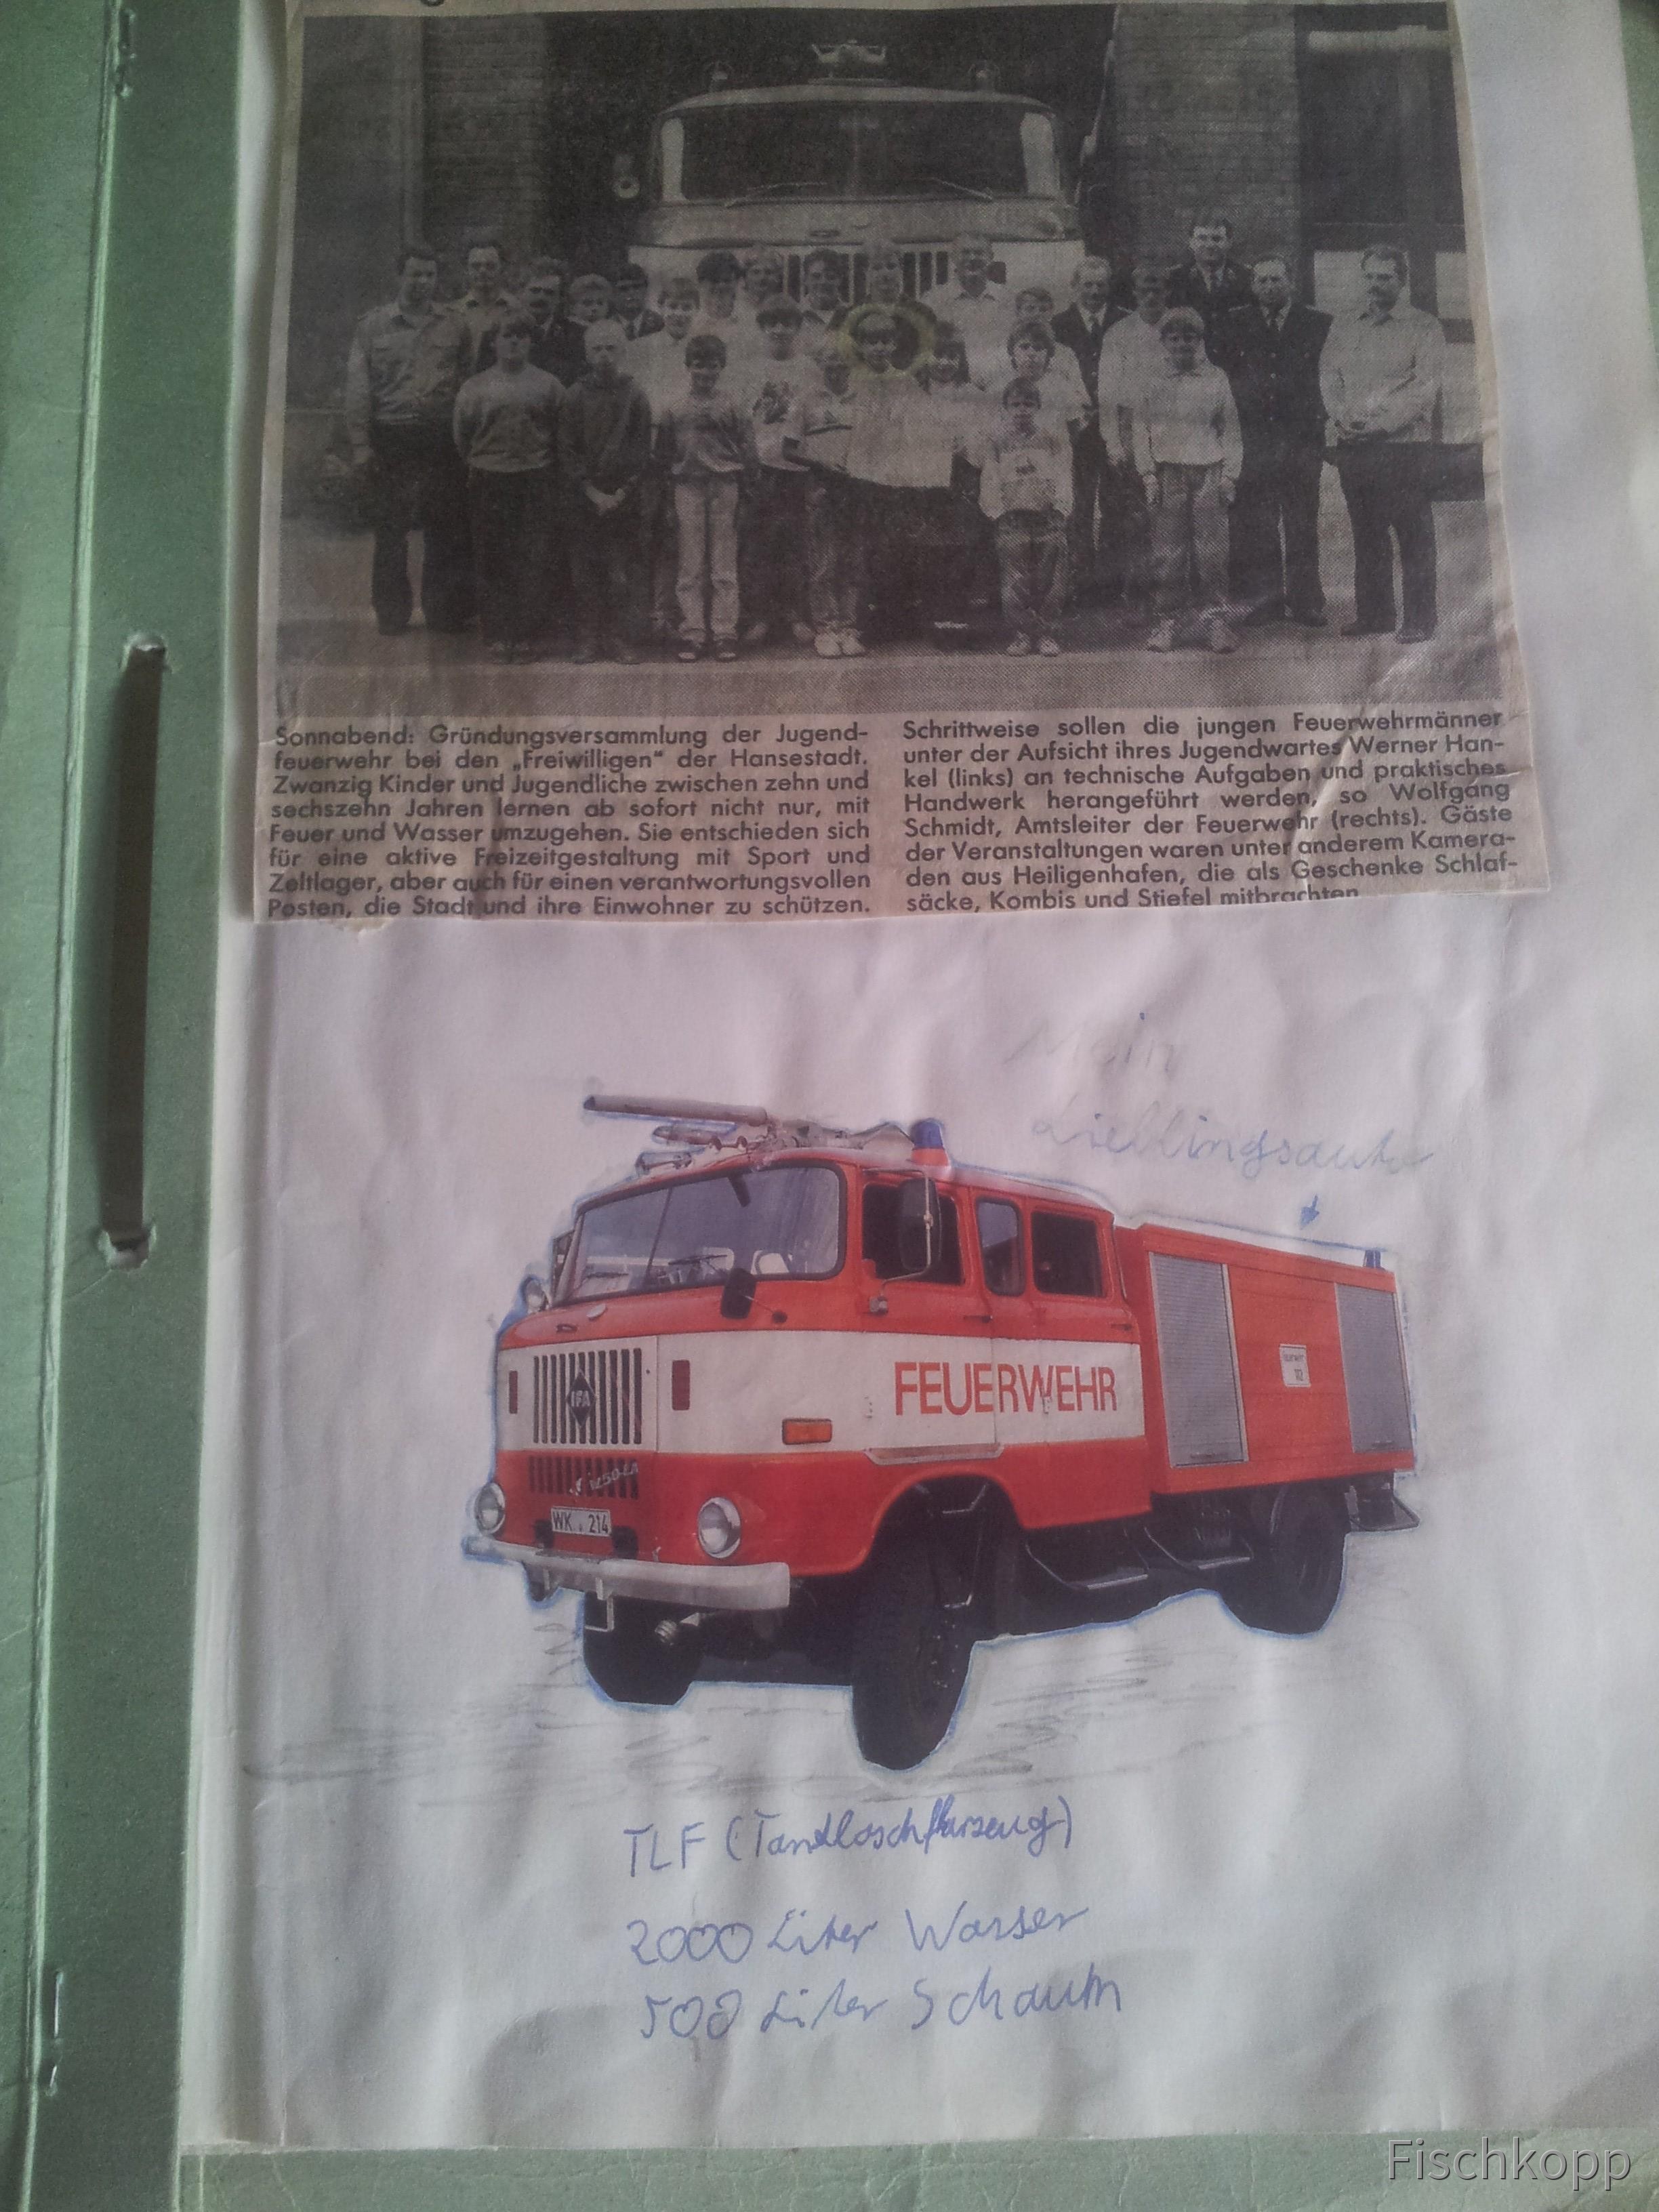 Sonnabend: Gründungsversammlung der Jugend-
feuerwehr bei den „Freiwilligen“ der Hansestadt.
Zwanzig Kinder und Jugendliche zwischen zehn und
sechszehn Jahren lernen ab sofort nicht nur, mit
Feuer und Wasser umzugehen. Sie entschieden sich
für eine aktive Freizeitgestaltung mit Sport und
Zeltlager, aber auch für einen verantwortungsvollen
Posten, die Stadt und ihre Einwohner zu schützen.
Schrittweise sollen die jungen Feuerwehrmänner
unter der Aufsicht ihres Jugendwartes Werner Han-
kel (links) an technische Aufgaben und praktisches
Handwerk herangeführt werden, so Wolfgang
Schmidt, Amtsleiter der Feuerwehr (rechts). Gäste
der Veranstaltungen waren unter anderem Kamera-
den aus Heiligenhafen, die als Geschenke Schlaf-
säcke, Kombis und Stiefel mitbrachten
Mein
Lieblingsauto
FEUERWEHR
IFA
W50LA
WK 214
112
TLF (Tanklöschfarzeug)
2000 Liter Wasser
500 Liter Schaum
Fischkopp